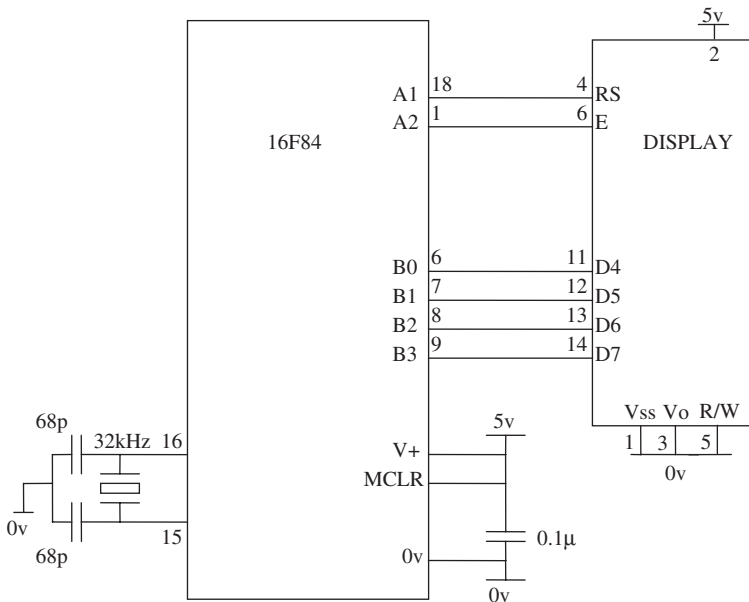 5v
2
18 4
A1 RS
1 6
A2 E
16F84 DISPLAY
6 11
B0 D4
7 12
B1 D5
8 13
B2 D6
9 14
B3 D7
Vss Vo R/W
1 3 5
0v
68p
32kHz 16
5v
V+
MCLR
0v
15
68p
0.1μ
0v
0v